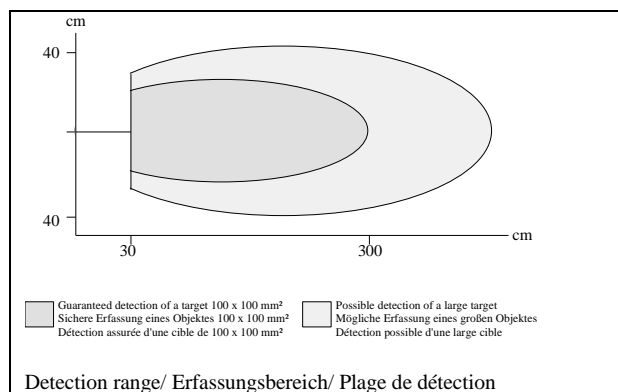 cm
40
40
cm
30
300
Guaranteed detection of a target 100 x 100 mm²
Sichere Erfassung eines Objektes 100 x 100 mm²
Détection assurée d'une cible de 100 x 100 mm²
Possible detection of a large target
Mögliche Erfassung eines großen Objektes
Détection possible d'une large cible
Detection range/ Erfassungsbereich/ Plage de détection